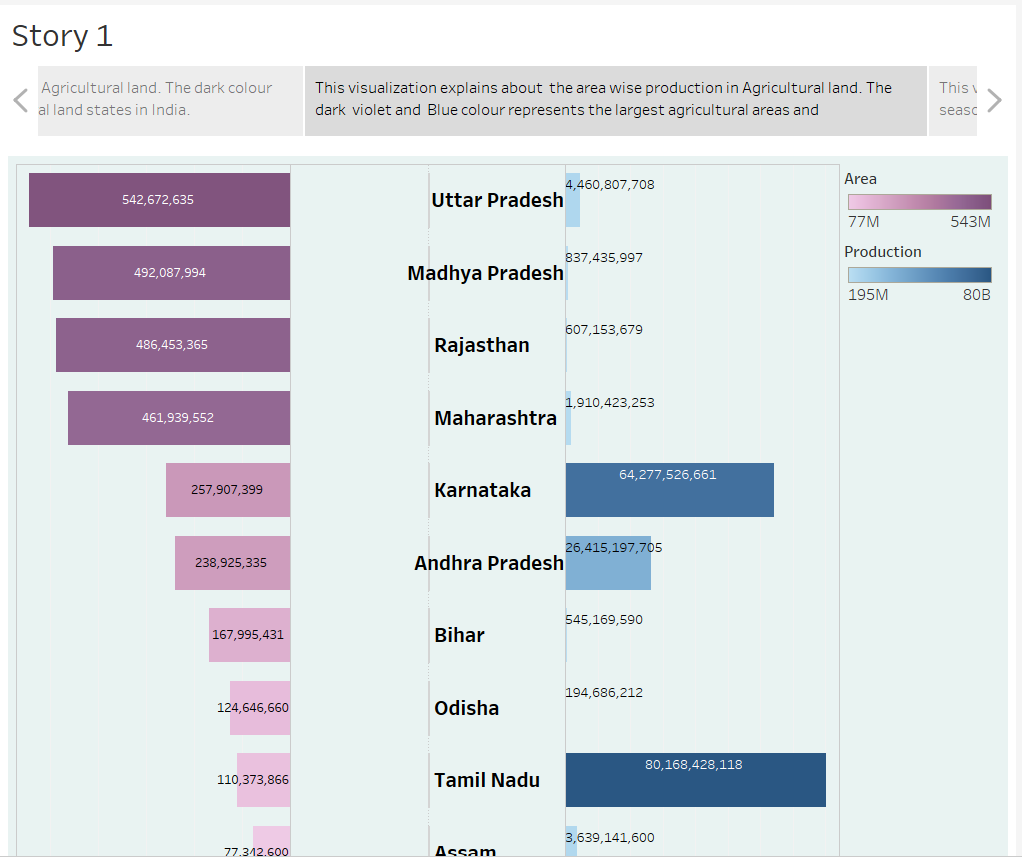 Story 1
Agricultural land. The dark colour
al land states in India.
This visualization explains about the area wise production in Agricultural land. The
dark violet and Blue colour represents the largest agricultural areas and
This
seasc
542,672,635 Uttar Pradesh 4,460,807,708
492,087,994 Madhya Pradesh 837,435,997
486,453,365 Rajasthan 607,153,679
461,939,552 Maharashtra 1,910,423,253
257,907,399 Karnataka 64,277,526,661
238,925,335 Andhra Pradesh 26,415,197,705
167,995,431 Bihar 545,169,590
124,646,660 Odisha 194,686,212
110,373,866 Tamil Nadu 80,168,428,118
77,342,600 Assam 3,639,141,600
Area
77M 543M
Production
195M 80B